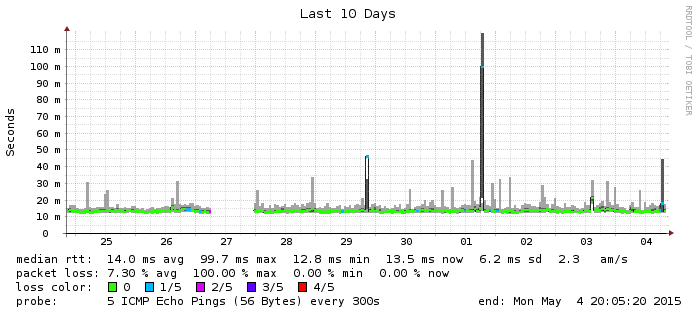 Last 10 Days
RRDTOOL / TOBI OETIKER
Seconds
110 m
100 m
90 m
80 m
70 m
60 m
50 m
40 m
30 m
20 m
10 m
0
25 26 27 28 29 30 01 02 03 04
median rtt: 14.0 ms avg 99.7 ms max 12.8 ms min 13.5 ms now 6.2 ms sd 2.3 am/s
packet loss: 7.30 % avg 100.00 % max 0.00 % min 0.00 % now
loss color: 0 1/5 2/5 3/5 4/5
probe: 5 ICMP Echo Pings (56 Bytes) every 300s end: Mon May 4 20:05:20 2015